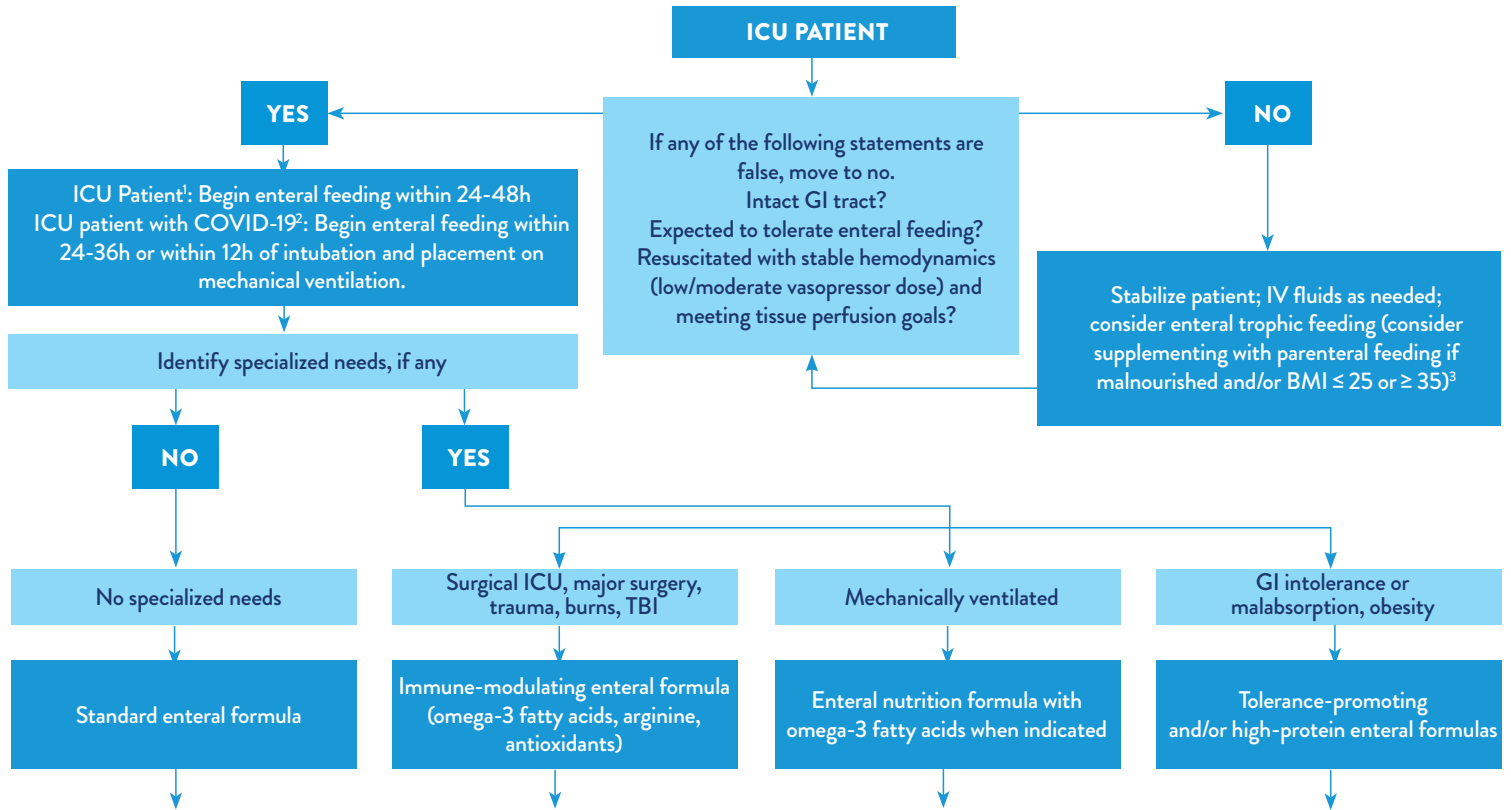 ICU PATIENT
YES
NO
If any of the following statements are
false, move to no.
Intact GI tract?
Expected to tolerate enteral feeding?
Resuscitated with stable hemodynamics
(low/moderate vasopressor dose) and
meeting tissue perfusion goals?
ICU Patient¹: Begin enteral feeding within 24-48h
ICU patient with COVID-19²: Begin enteral feeding within
24-36h or within 12h of intubation and placement on
mechanical ventilation.
Stabilize patient; IV fluids as needed;
consider enteral trophic feeding (consider
supplementing with parenteral feeding if
malnourished and/or BMI ≤ 25 or ≥ 35)³
Identify specialized needs, if any
NO
YES
No specialized needs
Surgical ICU, major surgery,
trauma, burns, TBI
Mechanically ventilated
GI intolerance or
malabsorption, obesity
Standard enteral formula
Immune-modulating enteral formula
(omega-3 fatty acids, arginine,
antioxidants)
Enteral nutrition formula with
omega-3 fatty acids when indicated
Tolerance-promoting
and/or high-protein enteral formulas